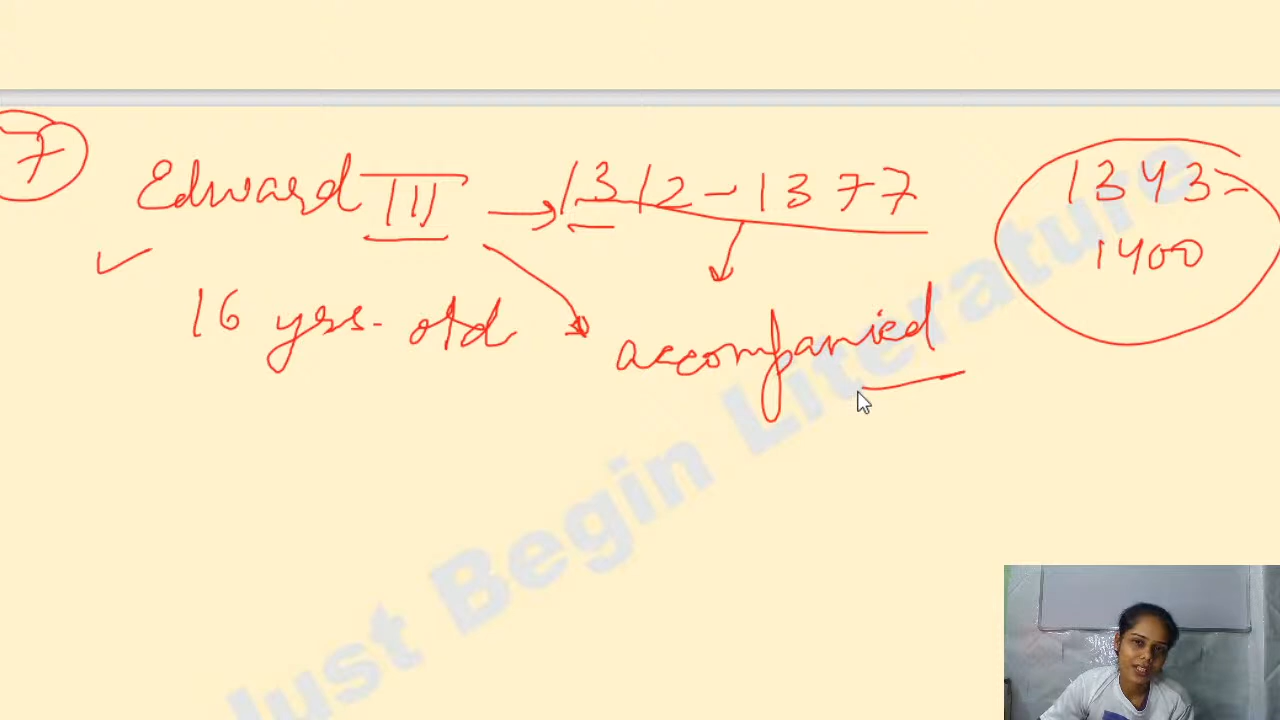 7
Edward III → 1312-1377
1343-
1400
16 yrs. old
accompanied
Just Begin Literature